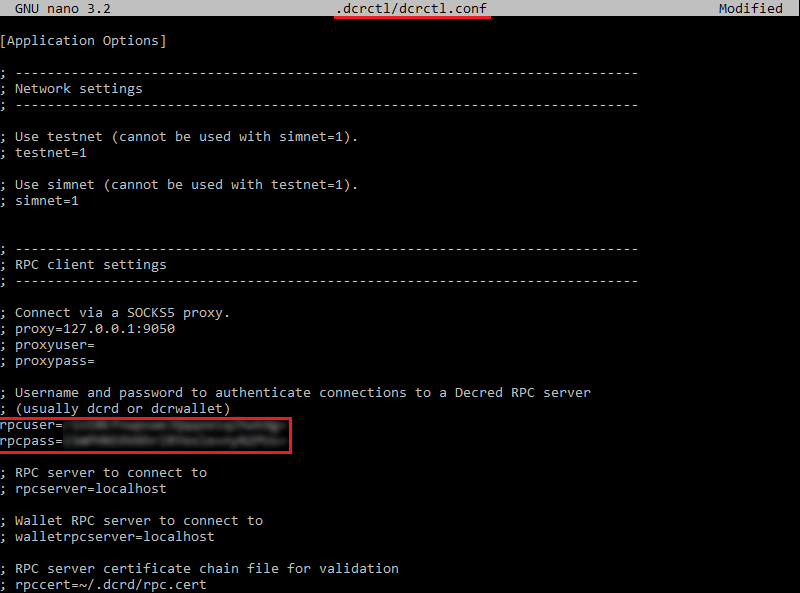 GNU nano 3.2 .dcrctl/dcrctl.conf Modified
[Application Options]
; ------------------------------------------------------------------------------
; Network settings
; ------------------------------------------------------------------------------
; Use testnet (cannot be used with simnet=1).
; testnet=1
; Use simnet (cannot be used with testnet=1).
; simnet=1
; ------------------------------------------------------------------------------
; RPC client settings
; ------------------------------------------------------------------------------
; Connect via a SOCKS5 proxy.
; proxy=127.0.0.1:9050
; proxyuser=
; proxypass=
; Username and password to authenticate connections to a Decred RPC server
; (usually dcrd or dcrwallet)
rpcuser=
rpcpass=
; RPC server to connect to
; rpcserver=localhost
; Wallet RPC server to connect to
; walletrpcserver=localhost
; RPC server certificate chain file for validation
; rpccert=~/.dcrd/rpc.cert